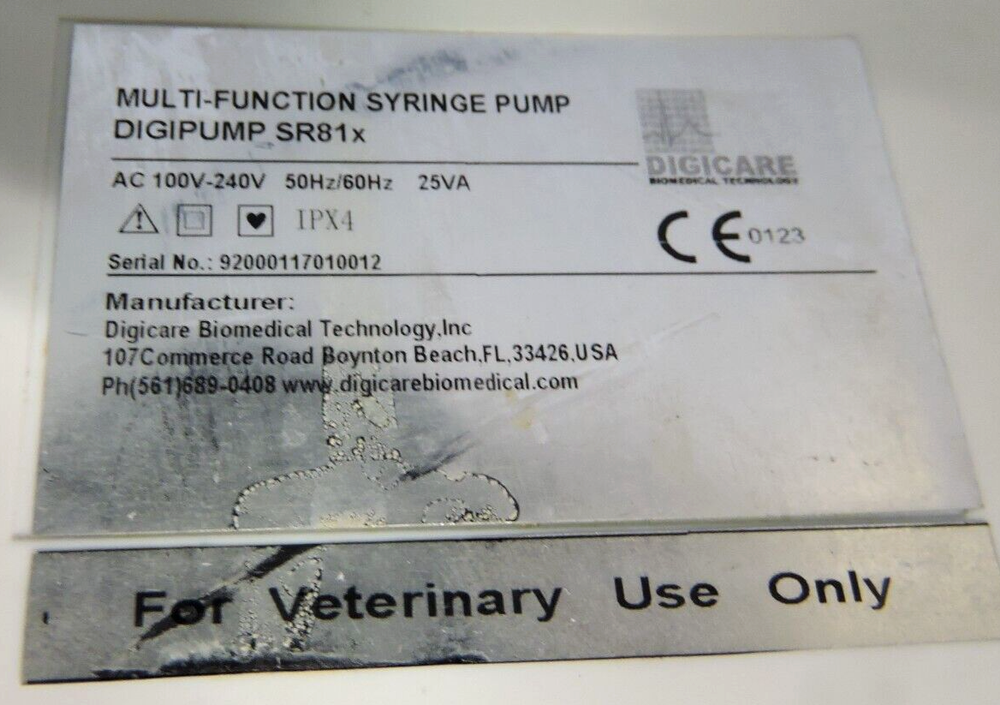 MULTI-FUNCTION SYRINGE PUMP
DIGIPUMP SR81x
DIGICARE
BIOMEDICAL TECHNOLOGY
AC 100V-240V 50Hz/60Hz 25VA
IPX4
CE 0123
Serial No.: 92000117010012
Manufacturer:
Digicare Biomedical Technology,Inc
107Commerce Road Boynton Beach,FL,33426,USA
Ph(561)689-0408 www.digicarebiomedical.com
For Veterinary Use Only